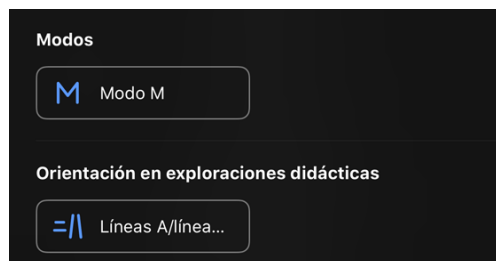 Modos
Modo M
Orientación en exploraciones didácticas
Líneas A/línea...